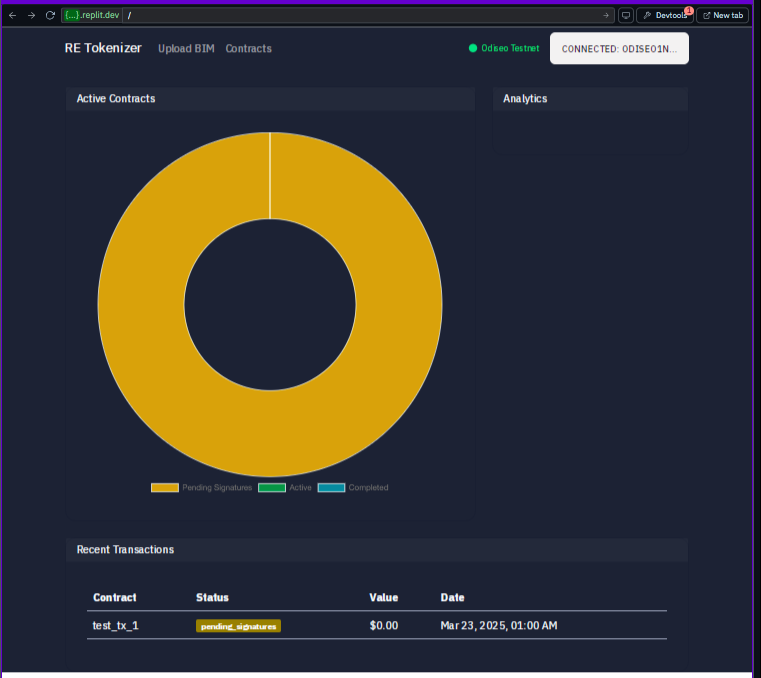 {...}.replit.dev /
Devtools 1
New tab
RE Tokenizer Upload BIM Contracts Odiseo Testnet CONNECTED: ODISEO1N...
Active Contracts
Analytics
Pending Signatures Active Completed
Recent Transactions
Contract Status Value Date
test_tx_1 pending_signatures $0.00 Mar 23, 2025, 01:00 AM